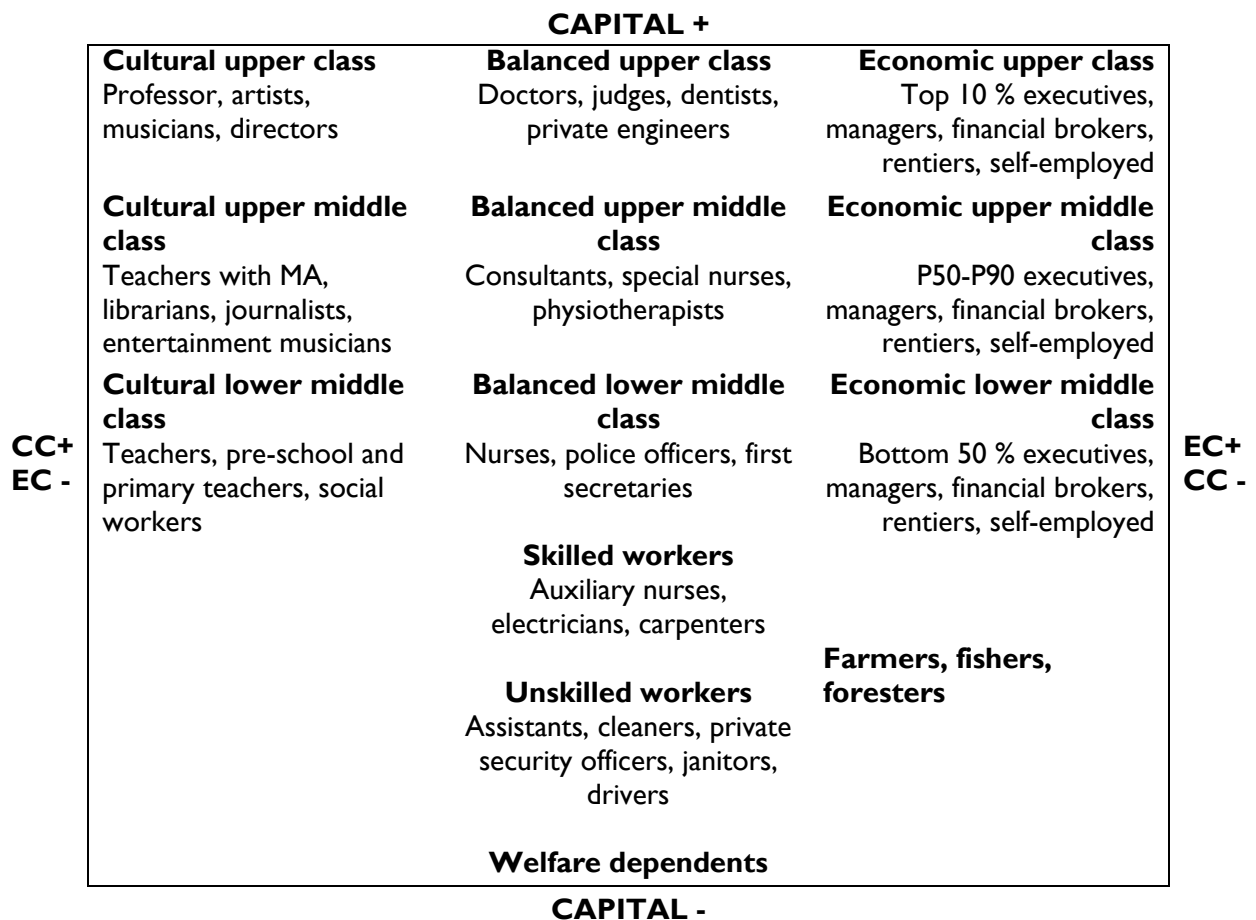 CAPITAL +
Cultural upper class
Professor, artists,
musicians, directors
Balanced upper class
Doctors, judges, dentists,
private engineers
Economic upper class
Top 10 % executives,
managers, financial brokers,
rentiers, self-employed
Cultural upper middle
class
Teachers with MA,
librarians, journalists,
entertainment musicians
Balanced upper middle
class
Consultants, special nurses,
physiotherapists
Economic upper middle
class
P50-P90 executives,
managers, financial brokers,
rentiers, self-employed
CC+
EC -
Cultural lower middle
class
Teachers, pre-school and
primary teachers, social
workers
Balanced lower middle
class
Nurses, police officers, first
secretaries
Economic lower middle
class
Bottom 50 % executives,
managers, financial brokers,
rentiers, self-employed
EC+
CC -
Skilled workers
Auxiliary nurses,
electricians, carpenters
Farmers, fishers,
foresters
Unskilled workers
Assistants, cleaners, private
security officers, janitors,
drivers
Welfare dependents
CAPITAL -